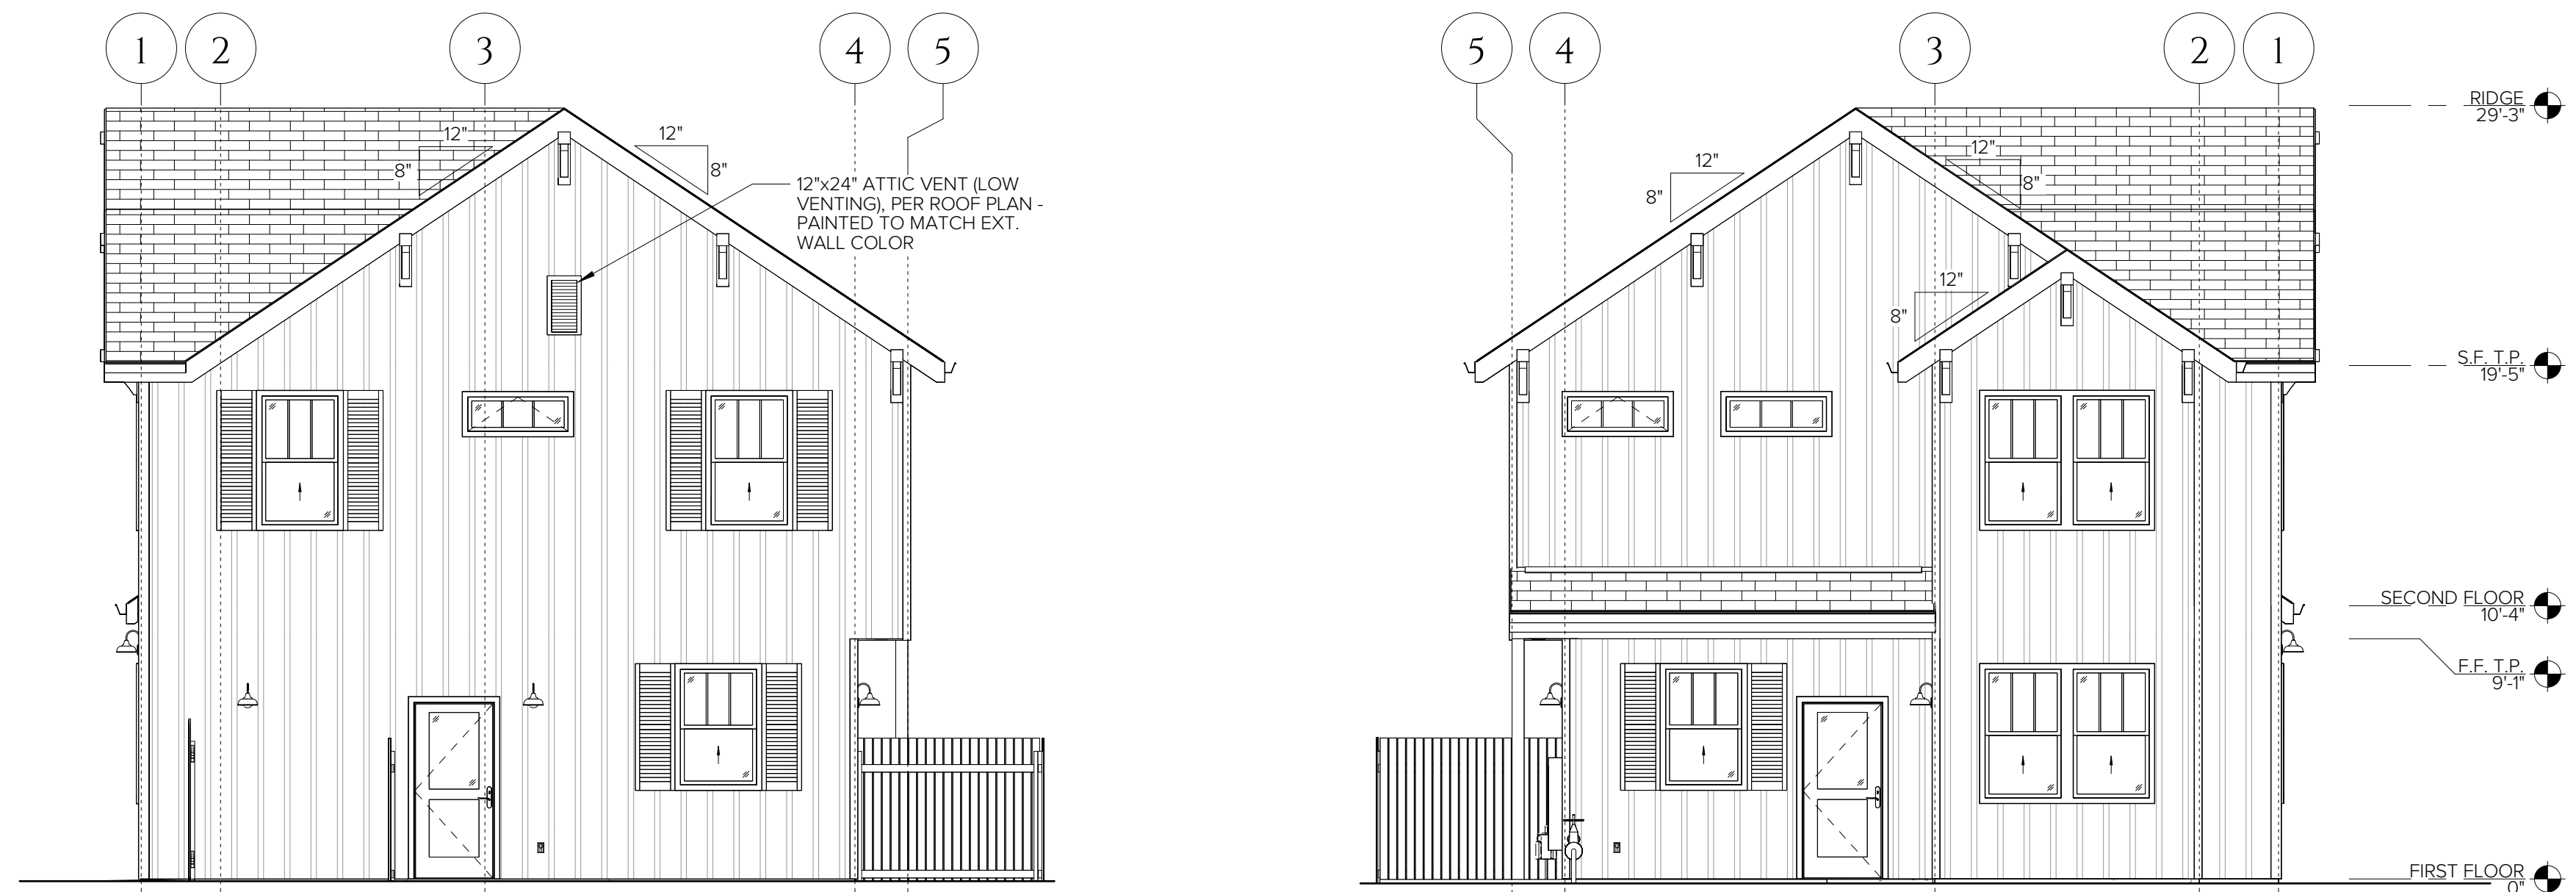 1
2
3
4
5
12"
8"
12"
8"
12"x24" ATTIC VENT (LOW
VENTING), PER ROOF PLAN -
PAINTED TO MATCH EXT.
WALL COLOR
5
4
3
2
1
12"
8"
12"
8"
12"
8"
RIDGE
29'-3"
S.F. T.P.
19'-5"
SECOND FLOOR
10'-4"
F.F. T.P.
9'-1"
FIRST FLOOR
0"